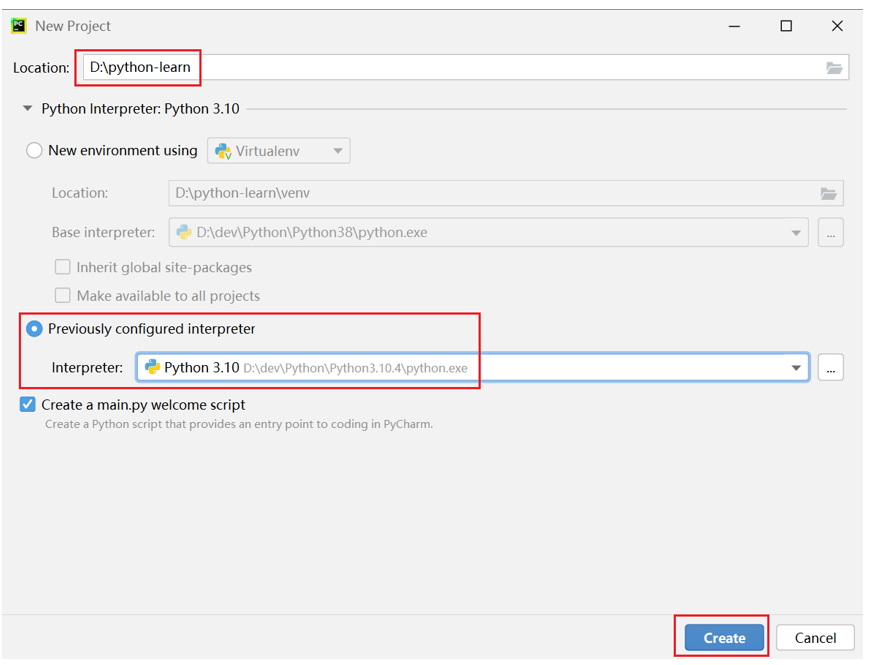 New Project
Location: D:\python-learn
Python Interpreter: Python 3.10
New environment using Virtualenv
Location: D:\python-learn\venv
Base interpreter: D:\dev\Python\Python38\python.exe ...
Inherit global site-packages
Make available to all projects
Previously configured interpreter
Interpreter: Python 3.10 D:\dev\Python\Python3.10.4\python.exe ...
Create a main.py welcome script
Create a Python script that provides an entry point to coding in PyCharm.
Create Cancel